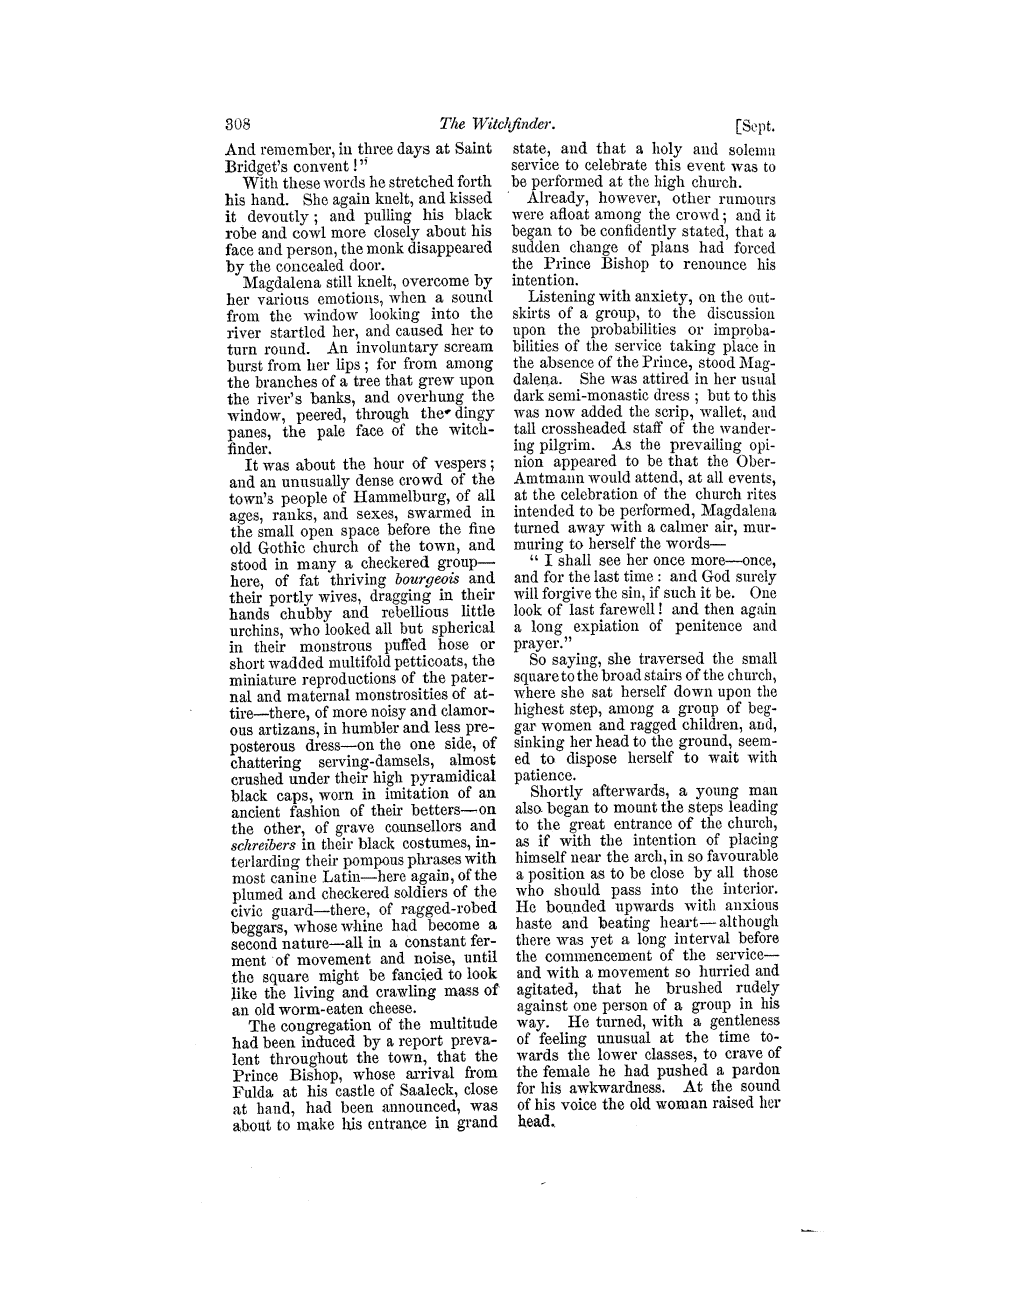 308
The Witchfinder.
[Sept.
And remember, in three days at Saint
Bridget's convent!"
With these words he stretched forth
his hand. She again knelt, and kissed
it devoutly; and pulling his black
robe and cowl more closely about his
face and person, the monk disappeared
by the concealed door.
Magdalena still knelt, overcome by
her various emotions, when a sound
from the window looking into the
river startled her, and caused her to
turn round. An involuntary scream
burst from her lips; for from among
the branches of a tree that grew upon
the river's banks, and overhung the
window, peered, through the dingy
panes, the pale face of the witch-
finder.
It was about the hour of vespers;
and an unusually dense crowd of the
town's people of Hammelburg, of all
ages, ranks, and sexes, swarmed in
the small open space before the fine
old Gothic church of the town, and
stood in many a checkered group—
here, of fat thriving bourgeois and
their portly wives, dragging in their
hands chubby and rebellious little
urchins, who looked all but spherical
in their monstrous puffed hose or
short wadded multifold petticoats, the
miniature reproductions of the pater-
nal and maternal monstrosities of at-
tire—there, of more noisy and clamor-
ous artizans, in humbler and less pre-
posterous dress—on the one side, of
chattering serving-damsels, almost
crushed under their high pyramidical
black caps, worn in imitation of an
ancient fashion of their betters—on
the other, of grave counsellors and
schreibers in their black costumes, in-
terlarding their pompous phrases with
most canine Latin—here again, of the
plumed and checkered soldiers of the
civic guard—there, of ragged-robed
beggars, whose whine had become a
second nature—all in a constant fer-
ment of movement and noise, until
the square might be fancied to look
like the living and crawling mass of
an old worm-eaten cheese.
The congregation of the multitude
had been induced by a report preva-
lent throughout the town, that the
Prince Bishop, whose arrival from
Fulda at his castle of Saaleck, close
at hand, had been announced, was
about to make his entrance in grand
state, and that a holy and solemn
service to celebrate this event was to
be performed at the high church.
Already, however, other rumours
were afloat among the crowd; and it
began to be confidently stated, that a
sudden change of plans had forced
the Prince Bishop to renounce his
intention.
Listening with anxiety, on the out-
skirts of a group, to the discussion
upon the probabilities or improba-
bilities of the service taking place in
the absence of the Prince, stood Mag-
dalena. She was attired in her usual
dark semi-monastic dress; but to this
was now added the scrip, wallet, and
tall crossheaded staff of the wander-
ing pilgrim. As the prevailing opi-
nion appeared to be that the Ober-
Amtmann would attend, at all events,
at the celebration of the church rites
intended to be performed, Magdalena
turned away with a calmer air, mur-
muring to herself the words—
"I shall see her once more—once,
and for the last time: and God surely
will forgive the sin, if such it be. One
look of last farewell! and then again
a long expiation of penitence and
prayer."
So saying, she traversed the small
square to the broad stairs of the church,
where she sat herself down upon the
highest step, among a group of beg-
gar women and ragged children, and,
sinking her head to the ground, seem-
ed to dispose herself to wait with
patience.
Shortly afterwards, a young man
also began to mount the steps leading
to the great entrance of the church,
as if with the intention of placing
himself near the arch, in so favourable
a position as to be close by all those
who should pass into the interior.
He bounded upwards with anxious
haste and beating heart—although
there was yet a long interval before
the commencement of the service—
and with a movement so hurried and
agitated, that he brushed rudely
against one person of a group in his
way. He turned, with a gentleness
of feeling unusual at the time to-
wards the lower classes, to crave of
the female he had pushed a pardon
for his awkwardness. At the sound
of his voice the old woman raised her
head.